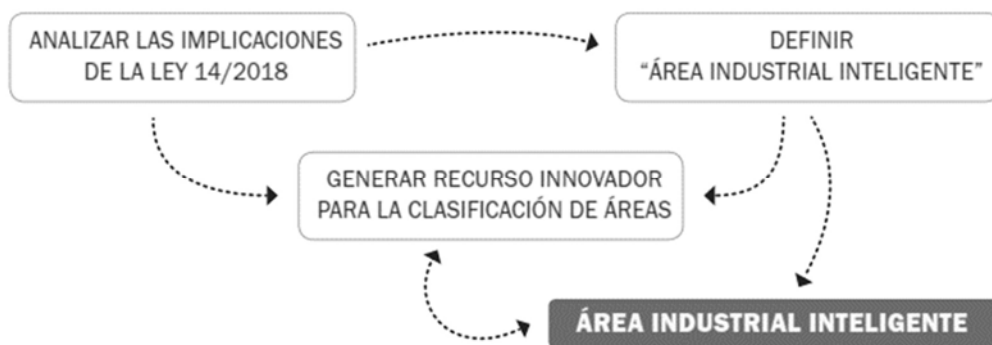 ANALIZAR LAS IMPLICACIONES
DE LA LEY 14/2018
DEFINIR
“ÁREA INDUSTRIAL INTELIGENTE”
GENERAR RECURSO INNOVADOR
PARA LA CLASIFICACIÓN DE ÁREAS
ÁREA INDUSTRIAL INTELIGENTE